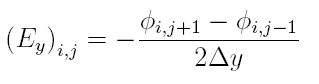 (E_y)_{i,j} = -\frac{\phi_{i,j+1} - \phi_{i,j-1}}{2\Delta y}